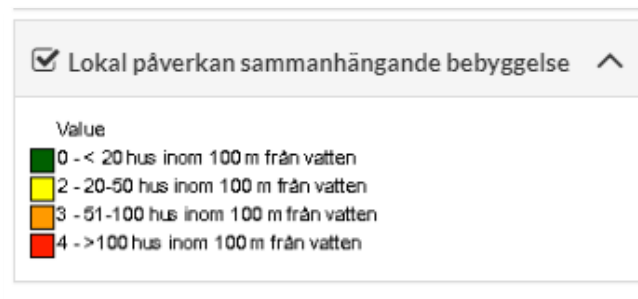 Lokal påverkan sammanhängande bebyggelse
Value
0 - < 20 hus inom 100 m från vatten
2 - 20-50 hus inom 100 m från vatten
3 - 51-100 hus inom 100 m från vatten
4 - >100 hus inom 100 m från vatten